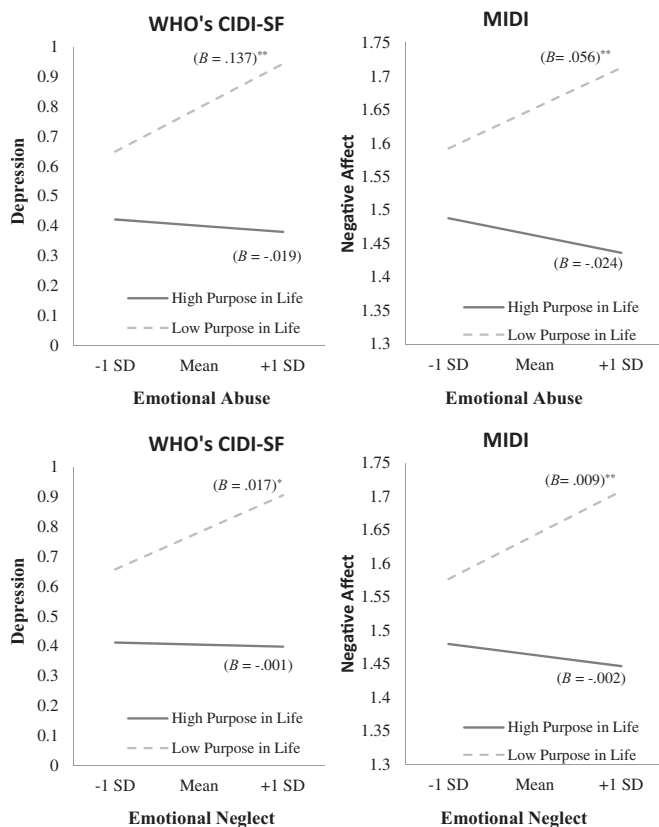 WHO's CIDI-SF
1
0.9
0.8
0.7
0.6
0.5
0.4
0.3
0.2
0.1
0
Depression
(B = .137)**
(B = -.019)
High Purpose in Life
Low Purpose in Life
-1 SD Mean +1 SD
Emotional Abuse
MIDI
1.75
1.7
1.65
1.6
1.55
1.5
1.45
1.4
1.35
1.3
Negative Affect
(B= .056)**
(B = -.024)
High Purpose in Life
Low Purpose in Life
-1 SD Mean +1 SD
Emotional Abuse
WHO's CIDI-SF
1
0.9
0.8
0.7
0.6
0.5
0.4
0.3
0.2
0.1
0
Depression
(B = .017)*
(B = -.001)
High Purpose in Life
Low Purpose in Life
-1 SD Mean +1 SD
Emotional Neglect
MIDI
1.75
1.7
1.65
1.6
1.55
1.5
1.45
1.4
1.35
1.3
Negative Affect
(B= .009)**
(B = -.002)
High Purpose in Life
Low Purpose in Life
-1 SD Mean +1 SD
Emotional Neglect